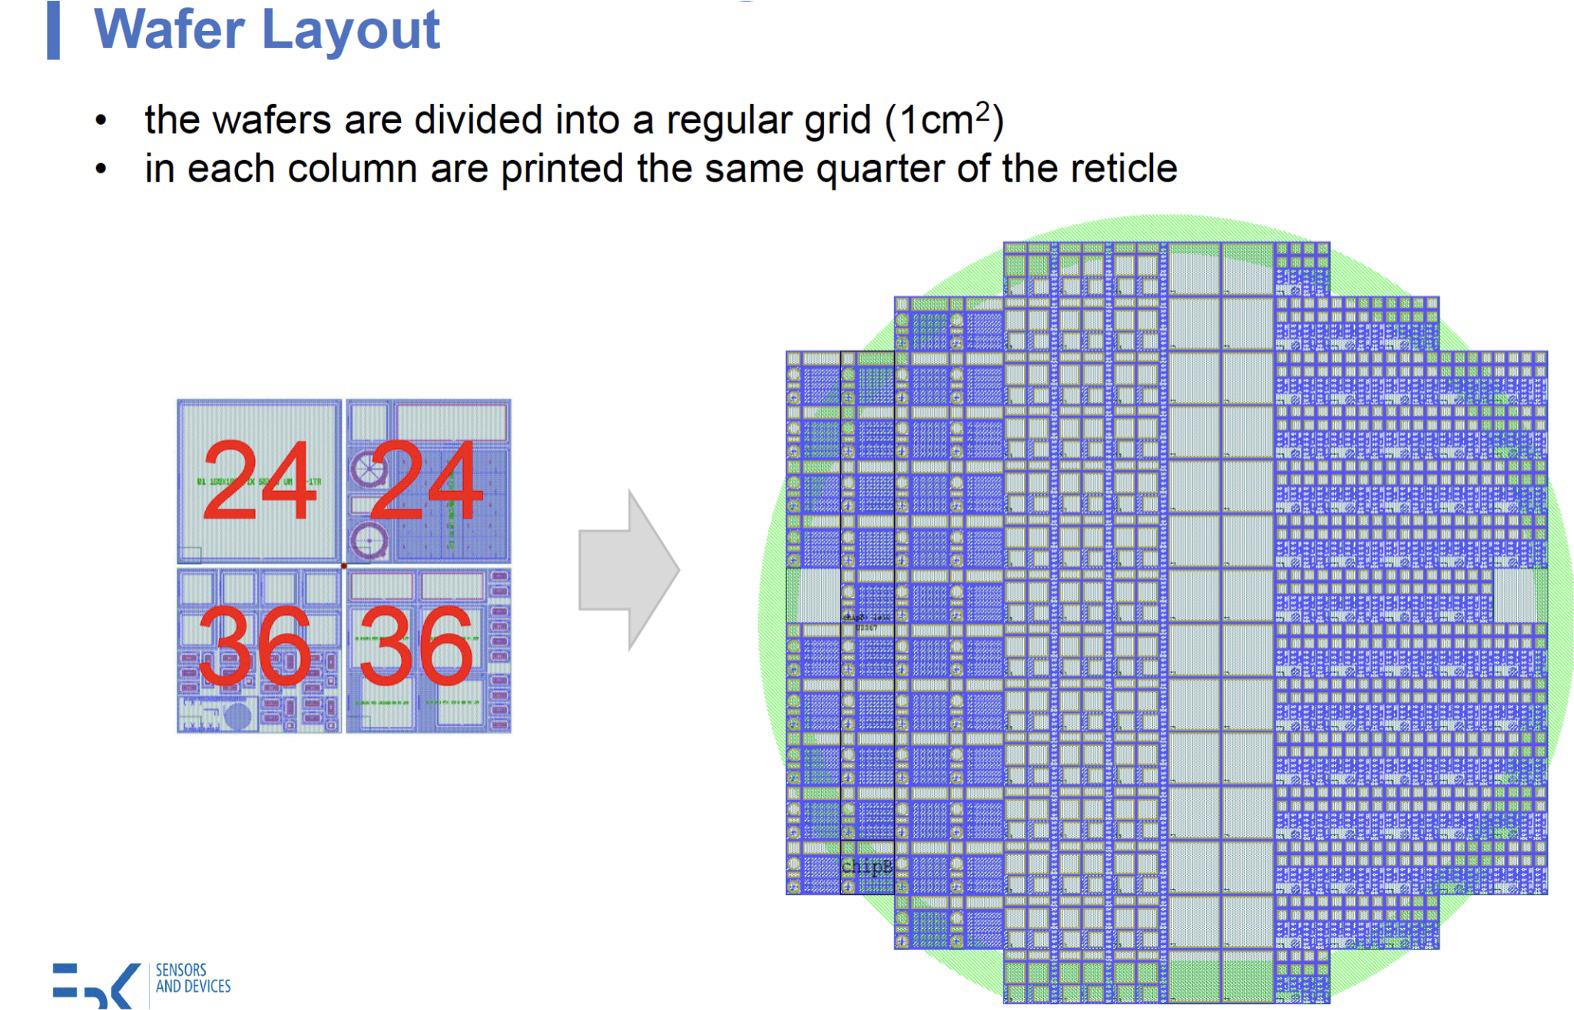 Wafer Layout
• the wafers are divided into a regular grid (1cm²)
• in each column are printed the same quarter of the reticle
24 24
36 36
chipB
FBK SENSORS
AND DEVICES